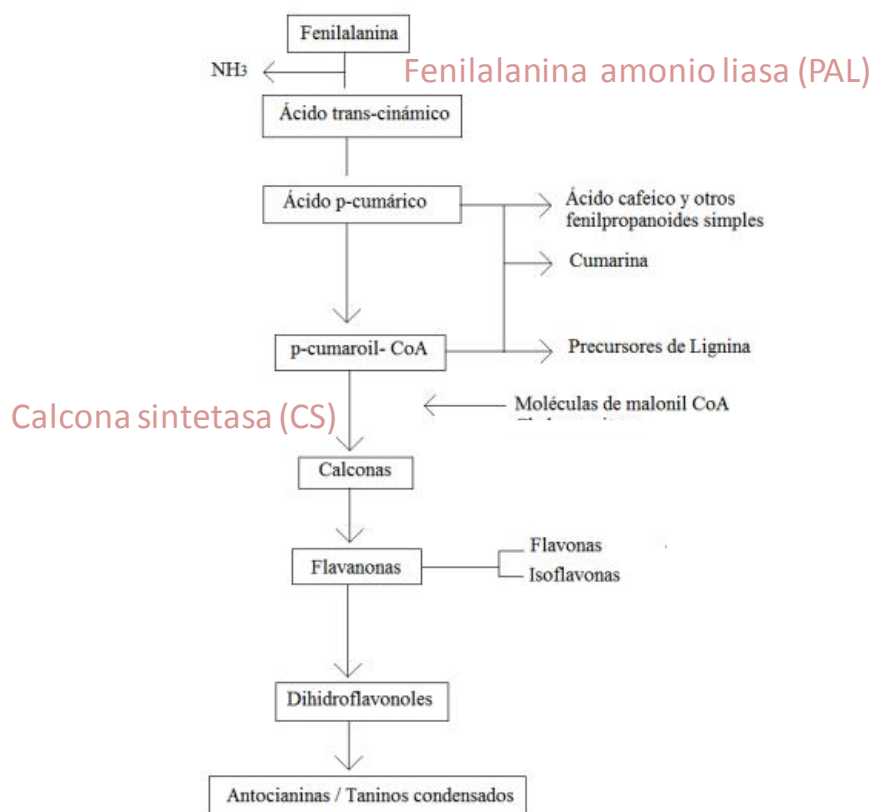 Fenilalanina
NH3
Fenilalanina amonio liasa (PAL)
Ácido trans-cinámico
Ácido p-cumárico
Ácido cafeico y otros
fenilpropanoides simples
Cumarina
p-cumaroil- CoA
Precursores de Lignina
Moléculas de malonil CoA
Calcona sintetasa (CS)
Calconas
Flavanonas
Flavonas
Isoflavonas
Dihidroflavonoles
Antocianinas / Taninos condensados